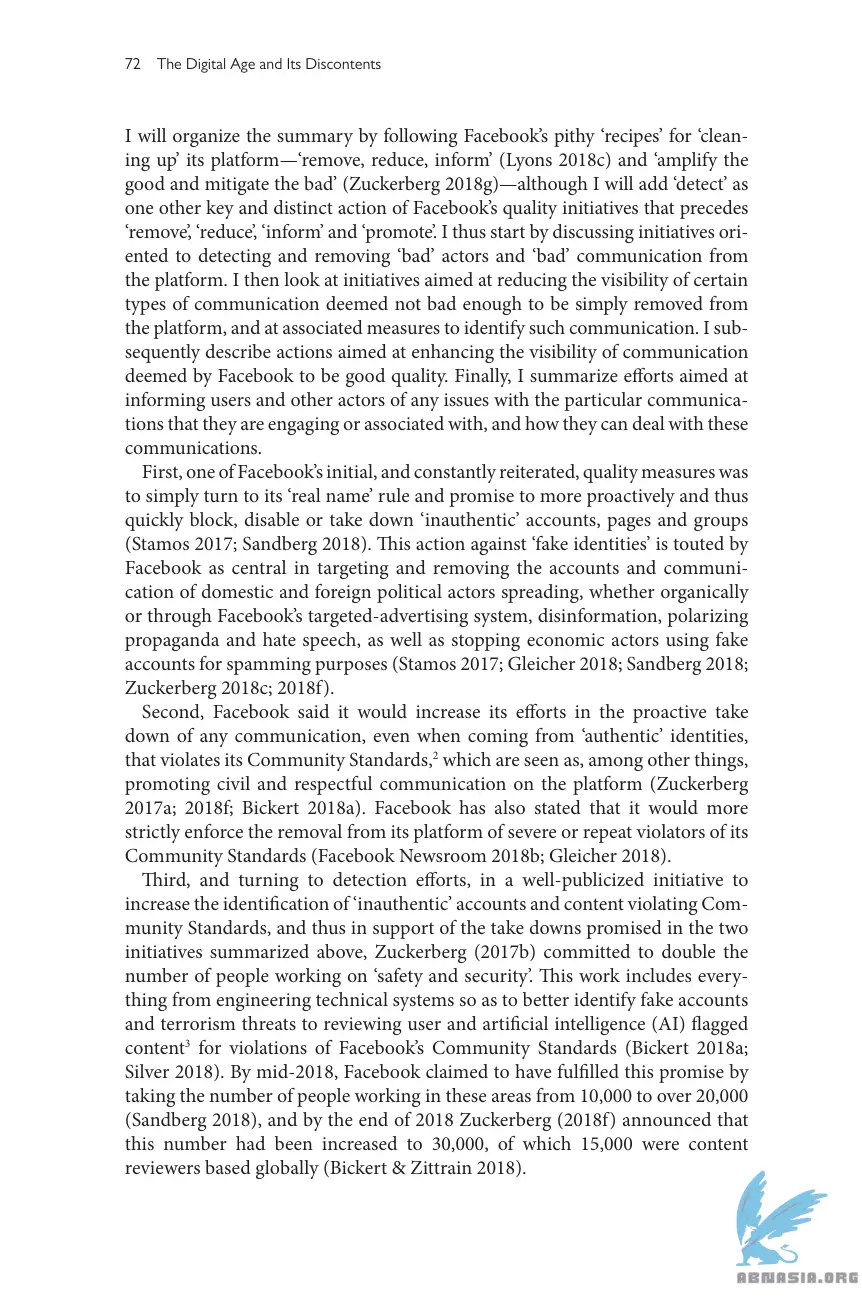 72 The Digital Age and Its Discontents
I will organize the summary by following Facebook’s pithy ‘recipes’ for ‘clean-
ing up’ its platform—‘remove, reduce, inform’ (Lyons 2018c) and ‘amplify the
good and mitigate the bad’ (Zuckerberg 2018g)—although I will add ‘detect’ as
one other key and distinct action of Facebook’s quality initiatives that precedes
‘remove’, ‘reduce’, ‘inform’ and ‘promote’. I thus start by discussing initiatives ori-
ented to detecting and removing ‘bad’ actors and ‘bad’ communication from
the platform. I then look at initiatives aimed at reducing the visibility of certain
types of communication deemed not bad enough to be simply removed from
the platform, and at associated measures to identify such communication. I sub-
sequently describe actions aimed at enhancing the visibility of communication
deemed by Facebook to be good quality. Finally, I summarize efforts aimed at
informing users and other actors of any issues with the particular communica-
tions that they are engaging or associated with, and how they can deal with these
communications.
First, one of Facebook’s initial, and constantly reiterated, quality measures was
to simply turn to its ‘real name’ rule and promise to more proactively and thus
quickly block, disable or take down ‘inauthentic’ accounts, pages and groups
(Stamos 2017; Sandberg 2018). This action against ‘fake identities’ is touted by
Facebook as central in targeting and removing the accounts and communi-
cation of domestic and foreign political actors spreading, whether organically
or through Facebook’s targeted-advertising system, disinformation, polarizing
propaganda and hate speech, as well as stopping economic actors using fake
accounts for spamming purposes (Stamos 2017; Gleicher 2018; Sandberg 2018;
Zuckerberg 2018c; 2018f).
Second, Facebook said it would increase its efforts in the proactive take
down of any communication, even when coming from ‘authentic’ identities,
that violates its Community Standards,² which are seen as, among other things,
promoting civil and respectful communication on the platform (Zuckerberg
2017a; 2018f; Bickert 2018a). Facebook has also stated that it would more
strictly enforce the removal from its platform of severe or repeat violators of its
Community Standards (Facebook Newsroom 2018b; Gleicher 2018).
Third, and turning to detection efforts, in a well-publicized initiative to
increase the identification of ‘inauthentic’ accounts and content violating Com-
munity Standards, and thus in support of the take downs promised in the two
initiatives summarized above, Zuckerberg (2017b) committed to double the
number of people working on ‘safety and security’. This work includes every-
thing from engineering technical systems so as to better identify fake accounts
and terrorism threats to reviewing user and artificial intelligence (AI) flagged
content³ for violations of Facebook’s Community Standards (Bickert 2018a;
Silver 2018). By mid-2018, Facebook claimed to have fulfilled this promise by
taking the number of people working in these areas from 10,000 to over 20,000
(Sandberg 2018), and by the end of 2018 Zuckerberg (2018f) announced that
this number had been increased to 30,000, of which 15,000 were content
reviewers based globally (Bickert & Zittrain 2018).
ABNASIA.ORG